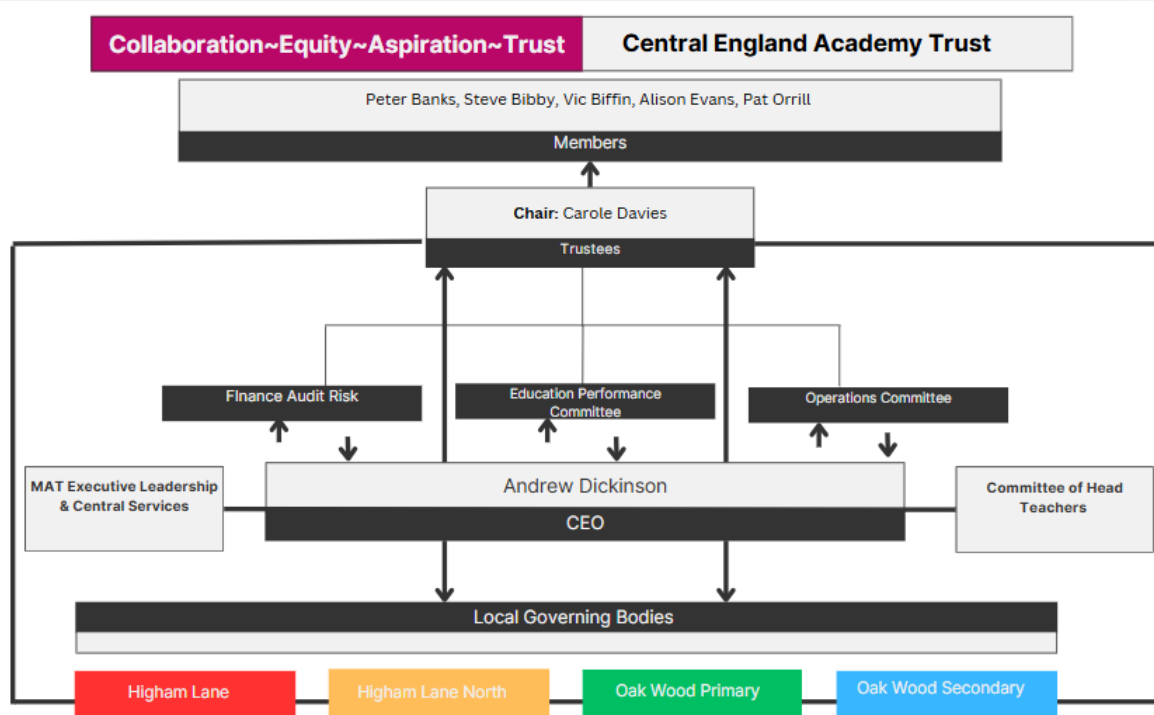 Collaboration~Equity~Aspiration~Trust
Central England Academy Trust
Peter Banks, Steve Bibby, Vic Biffin, Alison Evans, Pat Orrill
Members
Chair: Carole Davies
Trustees
FInance Audit Risk
Education Performance
Committee
Operations Committee
MAT Executive Leadership
& Central Services
Andrew Dickinson
CEO
Committee of Head
Teachers
Local Governing Bodies
Higham Lane
Higham Lane North
Oak Wood Primary
Oak Wood Secondary